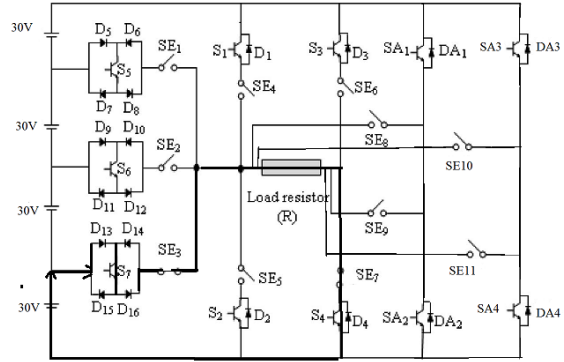 30V
D5 D6
S5
D7 D8
SE1
S1 D1
S3 D3
SA1 DA1
SA3 DA3
SE4
SE6
30V
D9 D10
S6
D11 D12
SE2
SE8
SE10
Load resistor
(R)
30V
D13 D14
S7
D15 D16
SE3
SE9
SE11
SE5
SE7
30V
S2 D2
S4 D4
SA2 DA2
SA4 DA4